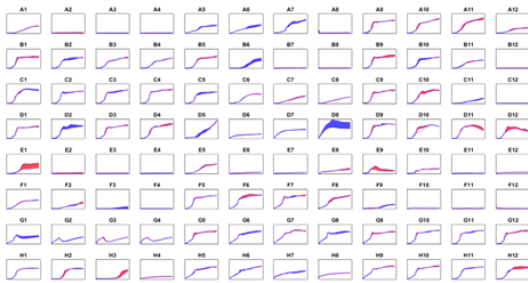 A1 A2 A3 A4 A5 A6 A7 A8 A9 A10 A11 A12
B1 B2 B3 B4 B5 B6 B7 B8 B9 B10 B11 B12
C1 C2 C3 C4 C5 C6 C7 C8 C9 C10 C11 C12
D1 D2 D3 D4 D5 D6 D7 D8 D9 D10 D11 D12
E1 E2 E3 E4 E5 E6 E7 E8 E9 E10 E11 E12
F1 F2 F3 F4 F5 F6 F7 F8 F9 F10 F11 F12
G1 G2 G3 G4 G5 G6 G7 G8 G9 G10 G11 G12
H1 H2 H3 H4 H5 H6 H7 H8 H9 H10 H11 H12